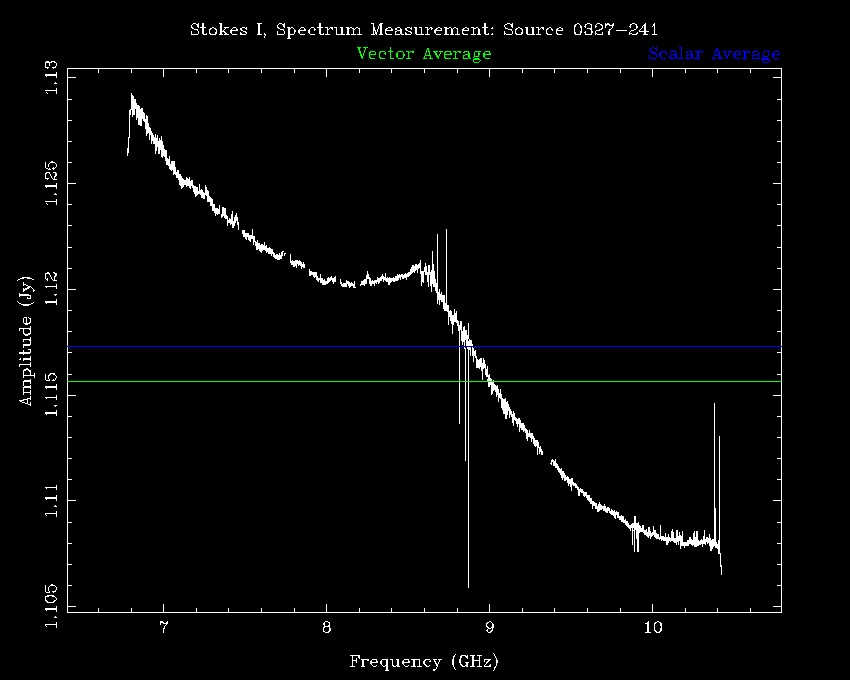 Stokes I, Spectrum Measurement: Source 0327-241
Vector Average Scalar Average
1.13
1.125
1.12
1.115
1.11
1.105
Amplitude (Jy)
7 8 9 10
Frequency (GHz)